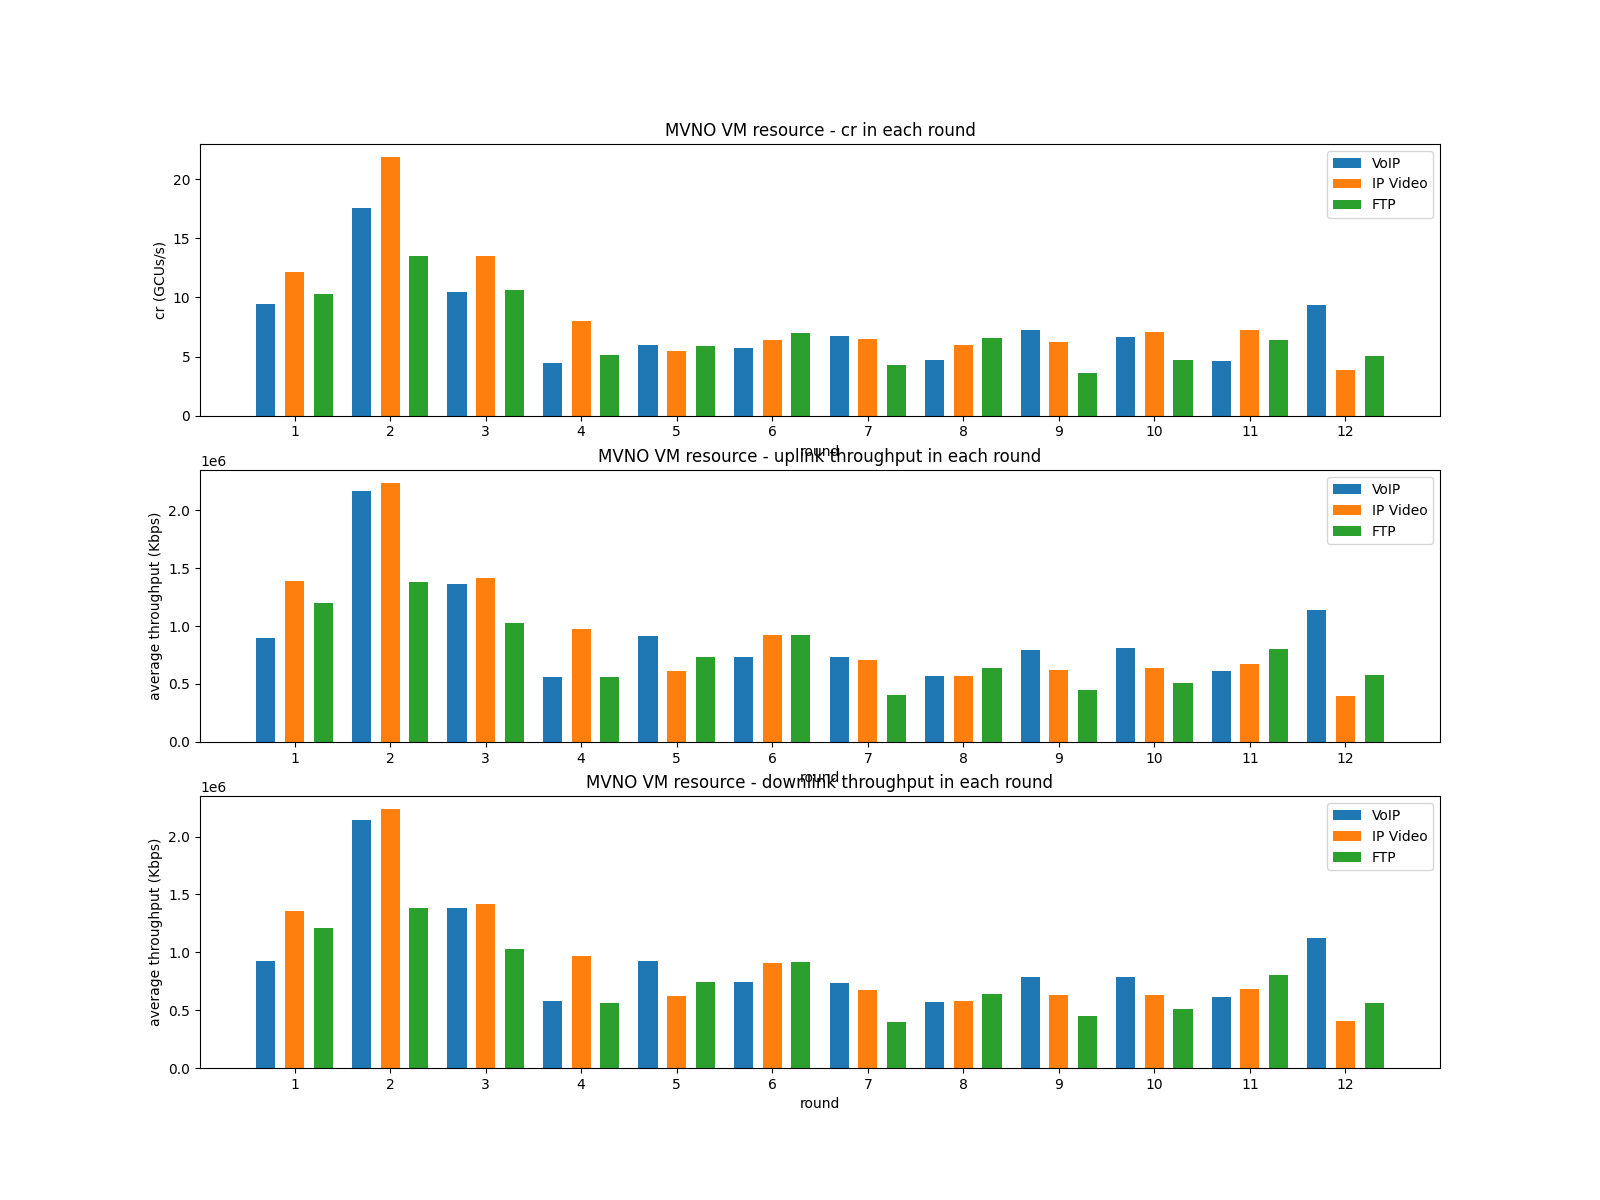 MVNO VM resource - cr in each round
cr (GCUs/s)
20
15
10
5
0
VoIP
IP Video
FTP
1 2 3 4 5 6 7 8 9 10 11 12
round
MVNO VM resource - uplink throughput in each round
1e6
average throughput (Kbps)
2.0
1.5
1.0
0.5
0.0
VoIP
IP Video
FTP
1 2 3 4 5 6 7 8 9 10 11 12
round
MVNO VM resource - downlink throughput in each round
1e6
average throughput (Kbps)
2.0
1.5
1.0
0.5
0.0
VoIP
IP Video
FTP
1 2 3 4 5 6 7 8 9 10 11 12
round